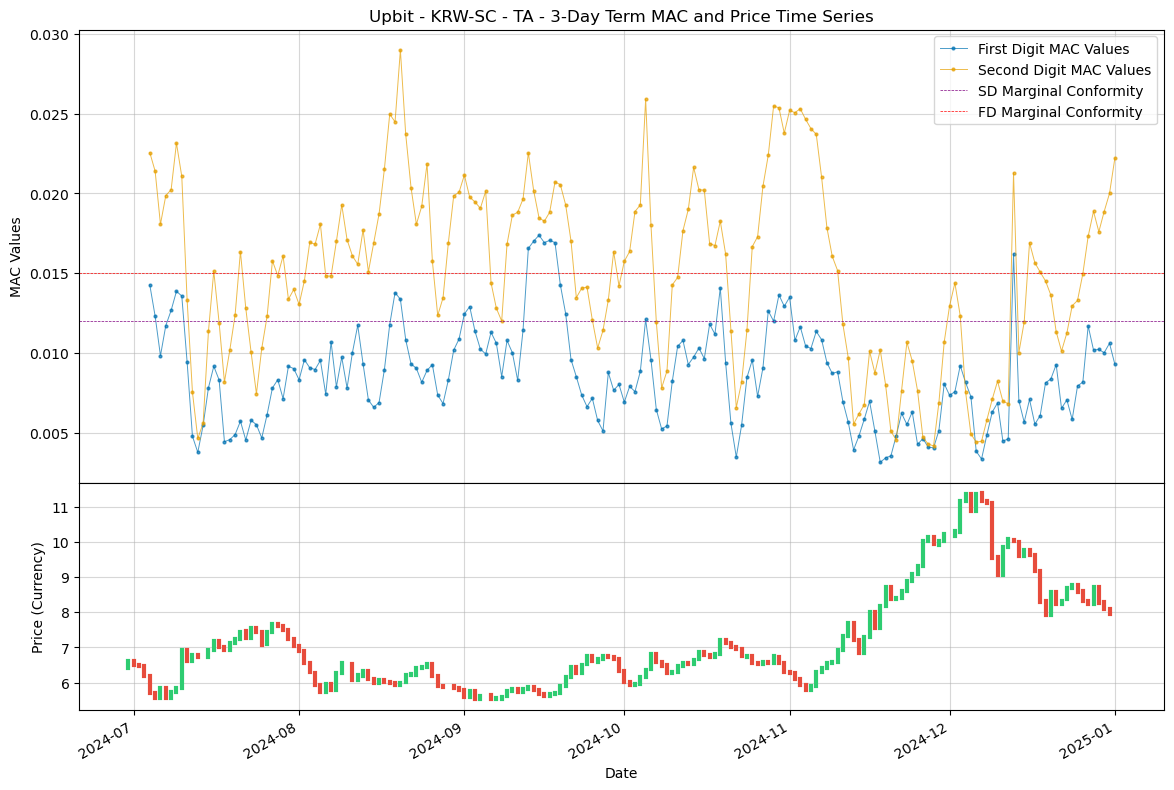 Upbit - KRW-SC - TA - 3-Day Term MAC and Price Time Series
0.030
0.025
0.020
0.015
0.010
0.005
MAC Values
First Digit MAC Values
Second Digit MAC Values
SD Marginal Conformity
FD Marginal Conformity
11
10
9
8
7
6
Price (Currency)
2024-07
2024-08
2024-09
2024-10
2024-11
2024-12
2025-01
Date